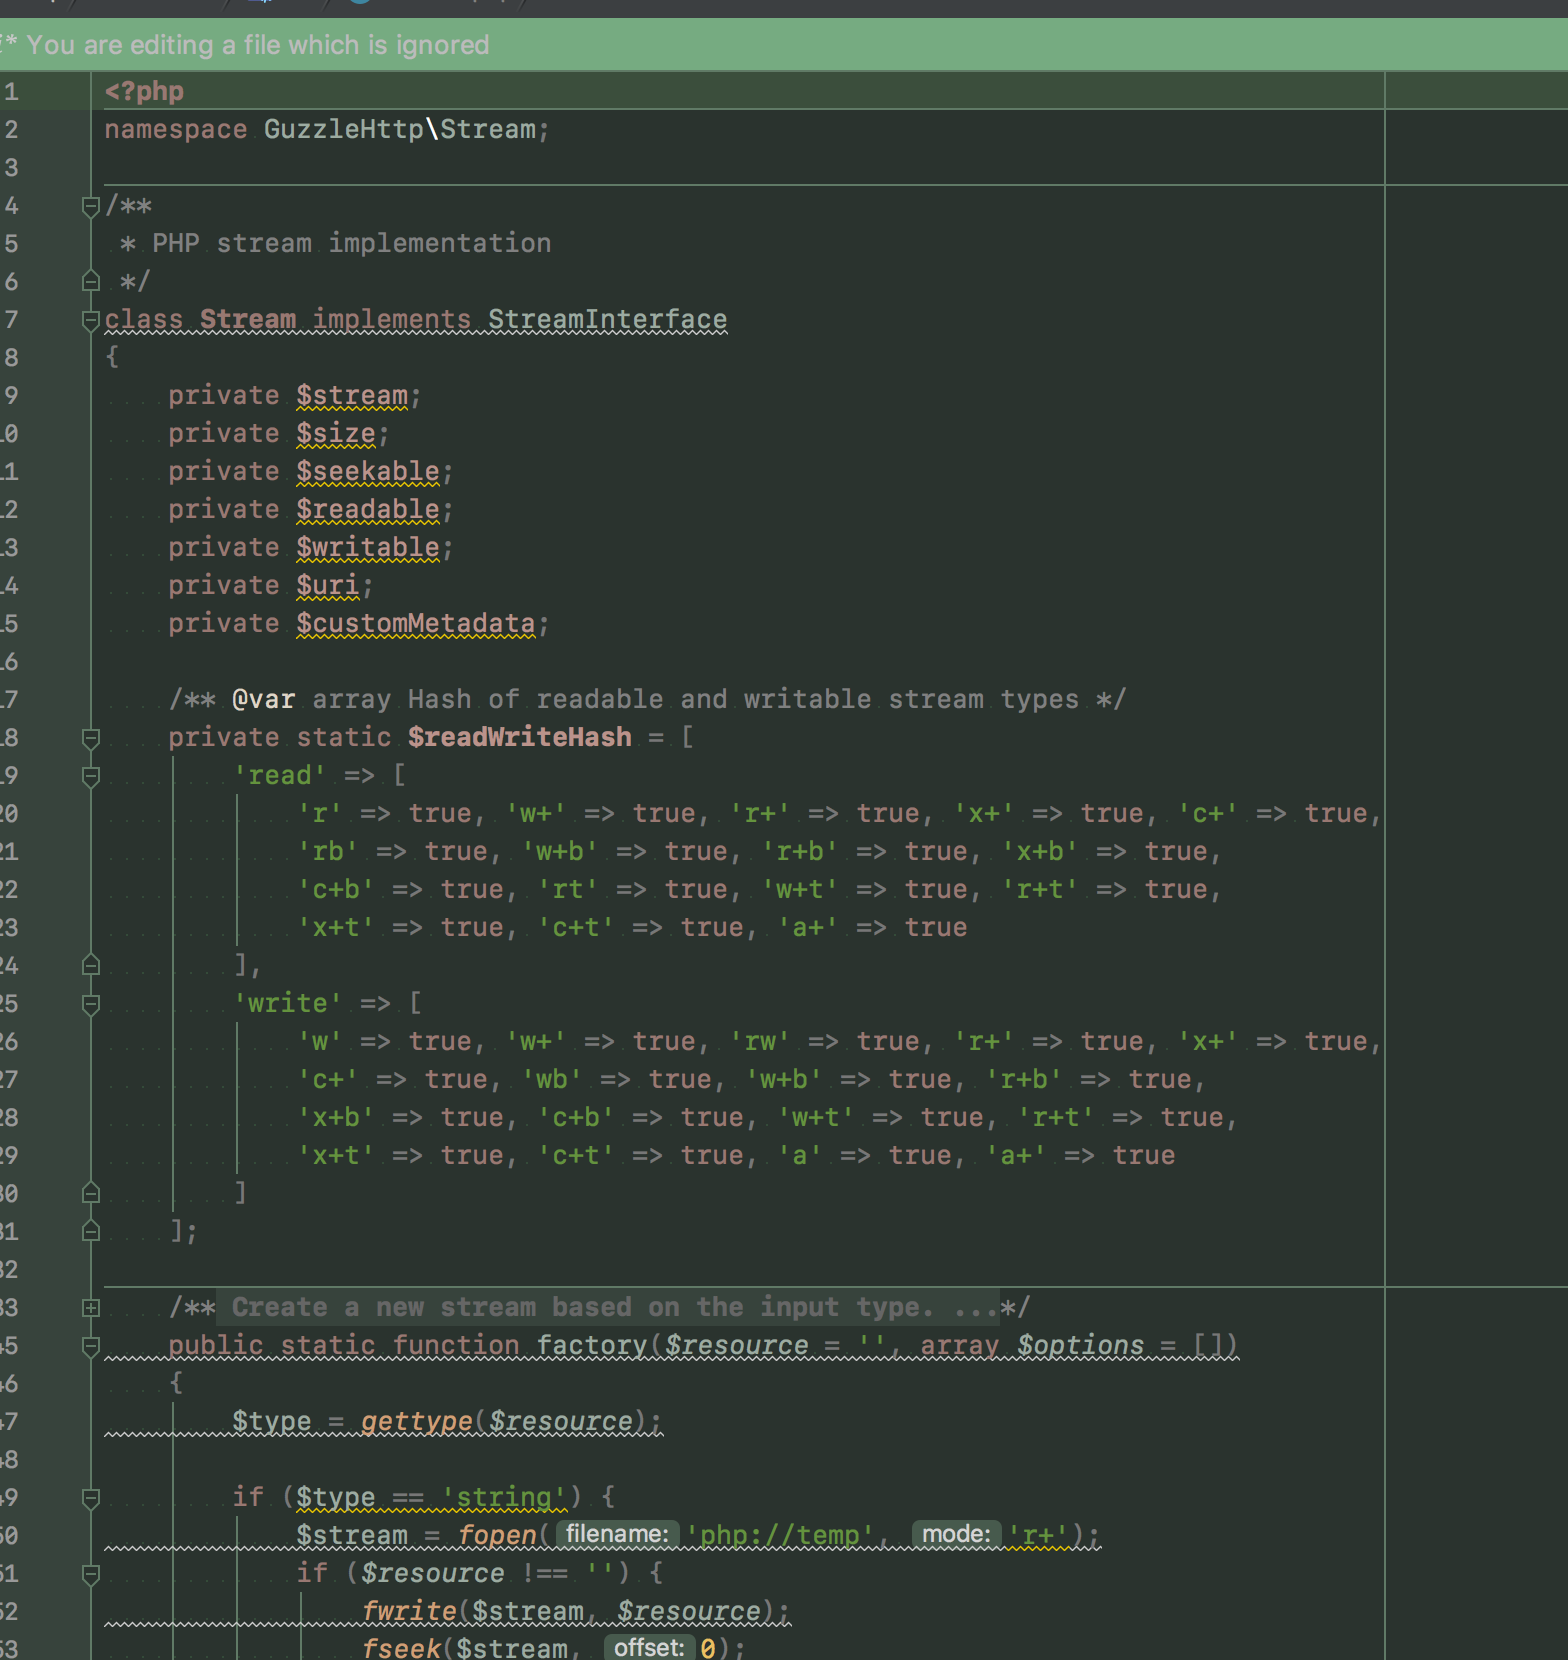 You are editing a file which is ignored
1 <?php
2 namespace GuzzleHttp\Stream;
3
4 /**
5 * PHP stream implementation
6 */
7 class Stream implements StreamInterface
8 {
9 private $stream;
10 private $size;
11 private $seekable;
12 private $readable;
13 private $writable;
14 private $uri;
15 private $customMetadata;
16
17 /** @var array Hash of readable and writable stream types */
18 private static $readWriteHash = [
19 'read' => [
20 'r' => true, 'w+' => true, 'r+' => true, 'x+' => true, 'c+' => true,
21 'rb' => true, 'w+b' => true, 'r+b' => true, 'x+b' => true,
22 'c+b' => true, 'rt' => true, 'w+t' => true, 'r+t' => true,
23 'x+t' => true, 'c+t' => true, 'a+' => true
24 ],
25 'write' => [
26 'w' => true, 'w+' => true, 'rw' => true, 'r+' => true, 'x+' => true,
27 'c+' => true, 'wb' => true, 'w+b' => true, 'r+b' => true,
28 'x+b' => true, 'c+b' => true, 'w+t' => true, 'r+t' => true,
29 'x+t' => true, 'c+t' => true, 'a' => true, 'a+' => true
30 ]
31 ];
32
33 /** Create a new stream based on the input type. ...*/
45 public static function factory($resource = '', array $options = [])
46 {
47 $type = gettype($resource);
48
49 if ($type == 'string') {
50 $stream = fopen( filename: 'php://temp', mode: 'r+');
51 if ($resource !== '') {
52 fwrite($stream, $resource);
53 fseek($stream, offset: 0);